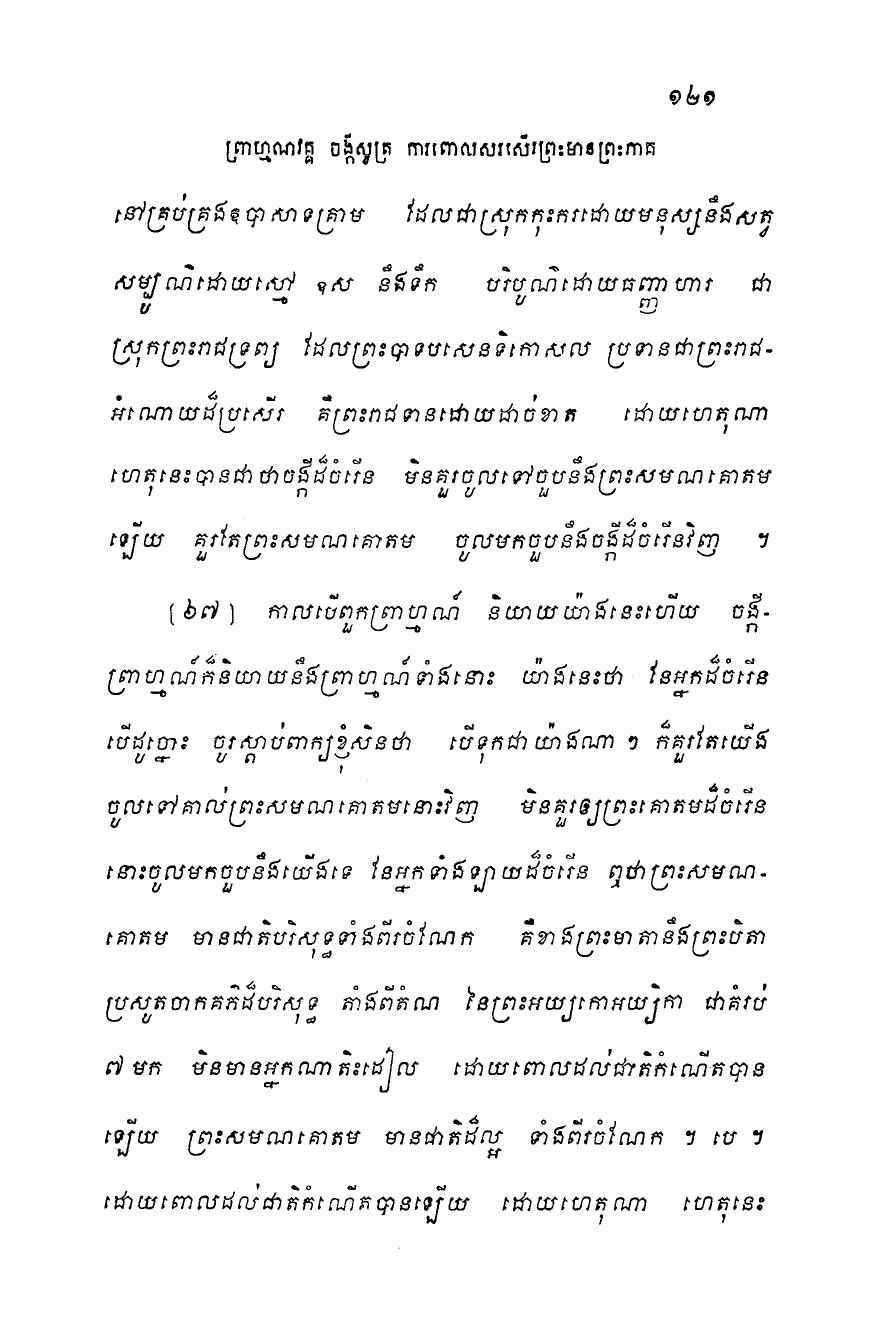 ១២១
ព្រាហ្មណវគ្គ ចង្កីសូត្រ ការពោលសរសើរព្រះមានព្រះភាគ
នៅគ្រប់គ្រងឱបាសាទគ្រាម ដែលជាស្រុកកុះករដោយមនុស្សនឹងសត្វ
សម្បូណ៌ដោយស្មៅ ឧស នឹងទឹក បរិបូណ៌ដោយធញ្ញាហារ ជា
ស្រុកព្រះរាជទ្រព្យ ដែលព្រះបាទបសេនទិកោសល ប្រទានជាព្រះរាជ-
អំណោយដ៏ប្រសើរ គឺព្រះរាជទានដោយដាច់ខាត ដោយហេតុណា
ហេតុនេះបានជាថាចង្កីដ៏ចំរើន មិនគួរចូលទៅចួបនឹងព្រះសមណគោតម
ឡើយ គួរតែព្រះសមណគោតម ចូលមកចួបនឹងចង្កីដ៏ចំរើនវិញ ។
[៦៧] កាលបើពួកព្រាហ្មណ៍ និយាយយ៉ាងនេះហើយ ចង្កី-
ព្រាហ្មណ៍ក៏និយាយនឹងព្រាហ្មណ៍ទាំងនោះ យ៉ាងនេះថា នែអ្នកដ៏ចំរើន
បើដូច្នោះ ចូរស្តាប់ពាក្យខ្ញុំសិនថា បើទុកជាយ៉ាងណា ៗ ក៏គួរតែយើង
ចូលទៅគាល់ព្រះសមណគោតមនោះវិញ មិនគួរឲ្យព្រះគោតមដ៏ចំរើន
នោះចូលមកចួបនឹងយើងទេ នែអ្នកទាំងឡាយដ៏ចំរើន ឮថាព្រះសមណ-
គោតម មានជាតិបរិសុទ្ធទាំងពីរចំណែក គឺខាងព្រះមាតានឹងព្រះបិតា
ប្រសូតចាកគភ៌ដ៏បរិសុទ្ធ តាំងពីតំណ នៃព្រះអយ្យកោអយ្យិកា ជាគំរប់
៧ មក មិនមានអ្នកណាតិះដៀល ដោយពោលដល់ជាតិកំណើតបាន
ឡើយ ព្រះសមណគោតម មានជាតិដ៏ល្អ ទាំងពីរចំណែក ។ បេ ។
ដោយពោលដល់ជាតិកំណើតបានឡើយ ដោយហេតុណា ហេតុនេះ